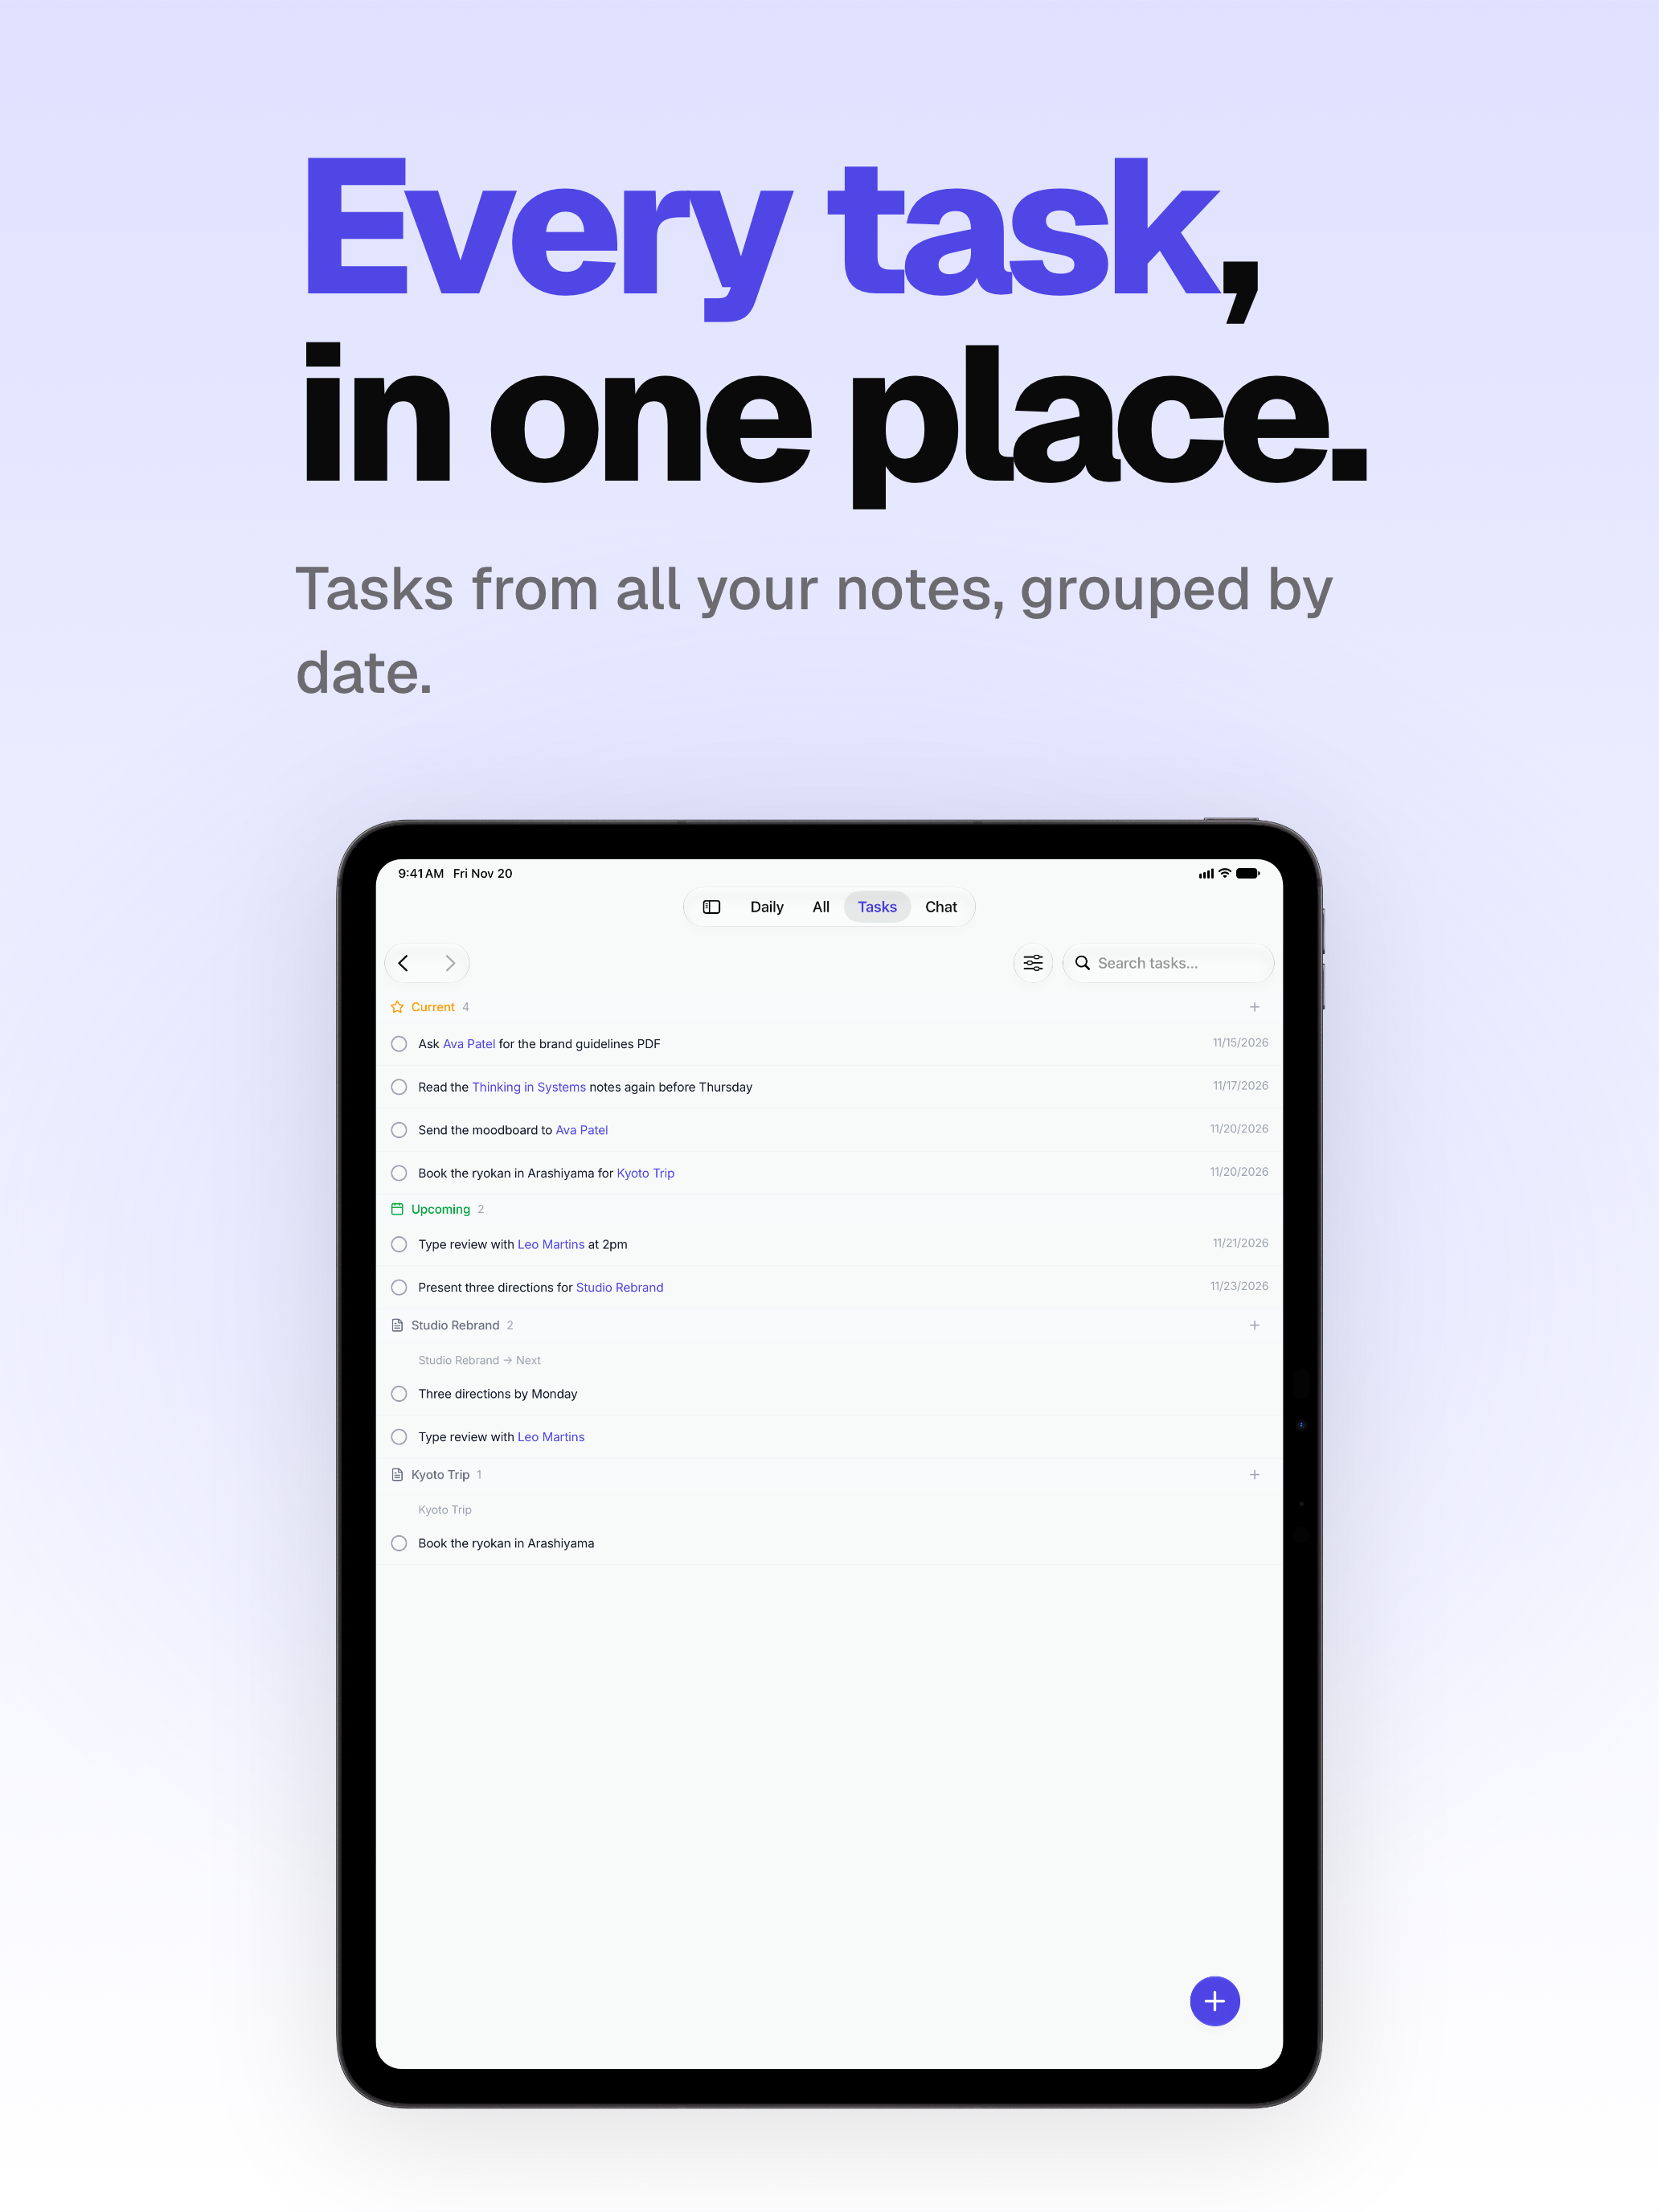 Every task,
in one place.
Tasks from all your notes, grouped by
date.
9:41 AM Fri Nov 20
Daily All Tasks Chat
Search tasks...
Current 4
Ask Ava Patel for the brand guidelines PDF 11/15/2026
Read the Thinking in Systems notes again before Thursday 11/17/2026
Send the moodboard to Ava Patel 11/20/2026
Book the ryokan in Arashiyama for Kyoto Trip 11/20/2026
Upcoming 2
Type review with Leo Martins at 2pm 11/21/2026
Present three directions for Studio Rebrand 11/23/2026
Studio Rebrand 2
Studio Rebrand → Next
Three directions by Monday
Type review with Leo Martins
Kyoto Trip 1
Kyoto Trip
Book the ryokan in Arashiyama